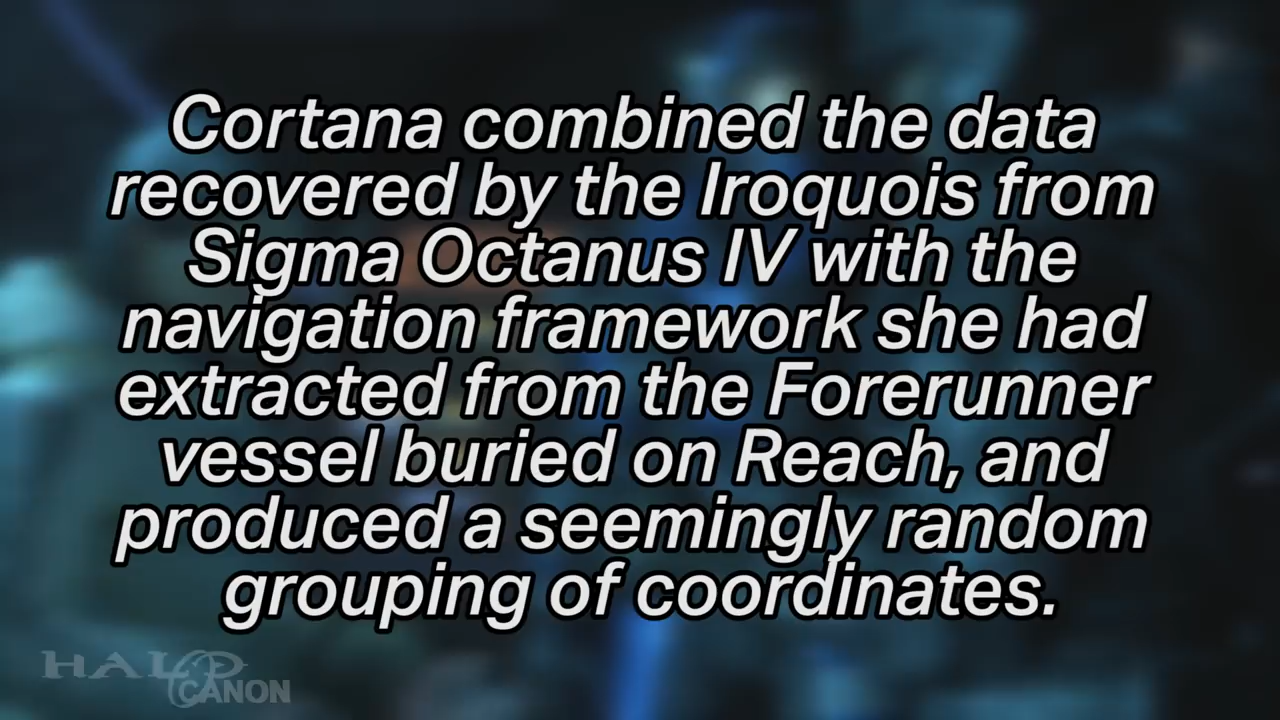 Cortana combined the data
recovered by the Iroquois from
Sigma Octanus IV with the
navigation framework she had
extracted from the Forerunner
vessel buried on Reach, and
produced a seemingly random
grouping of coordinates.
HALO
CANON